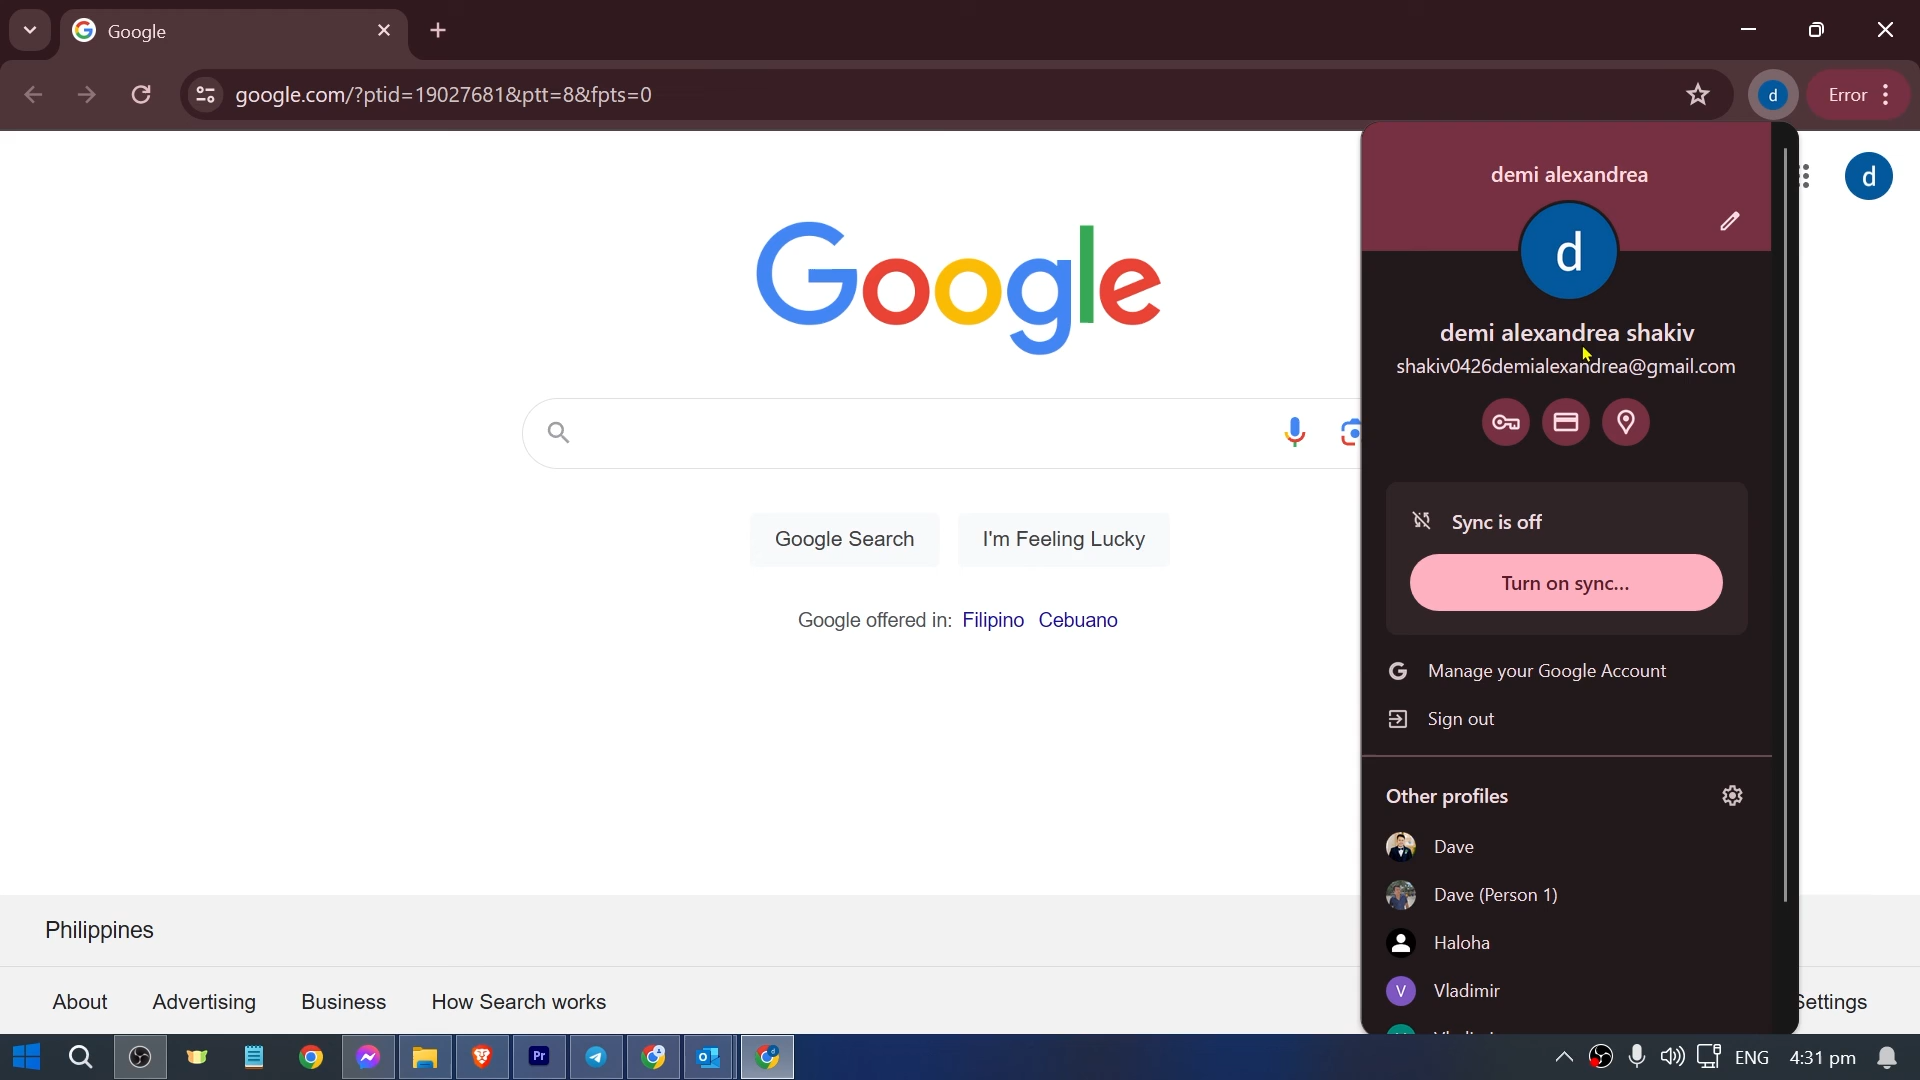 Google
google.com/?ptid=19027681&ptt=8&fpts=0
d
Error
demi alexandrea
d
d
demi alexandrea shakiv
shakiv0426demialexandrea@gmail.com
Google
Google Search
I'm Feeling Lucky
Google offered in: Filipino Cebuano
Sync is off
Turn on sync...
G Manage your Google Account
Sign out
Other profiles
Dave
Dave (Person 1)
Haloha
V Vladimir
Philippines
About
Advertising
Business
How Search works
Settings
Pr
ENG
4:31 pm